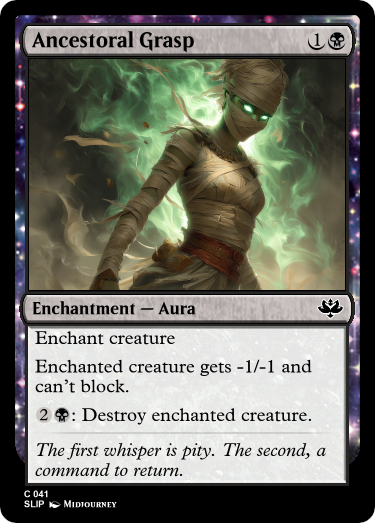 Ancestoral Grasp 1
Enchantment — Aura
Enchant creature
Enchanted creature gets -1/-1 and
can't block.
2 : Destroy enchanted creature.
The first whisper is pity. The second, a
command to return.
C 041
SLIP Midjourney